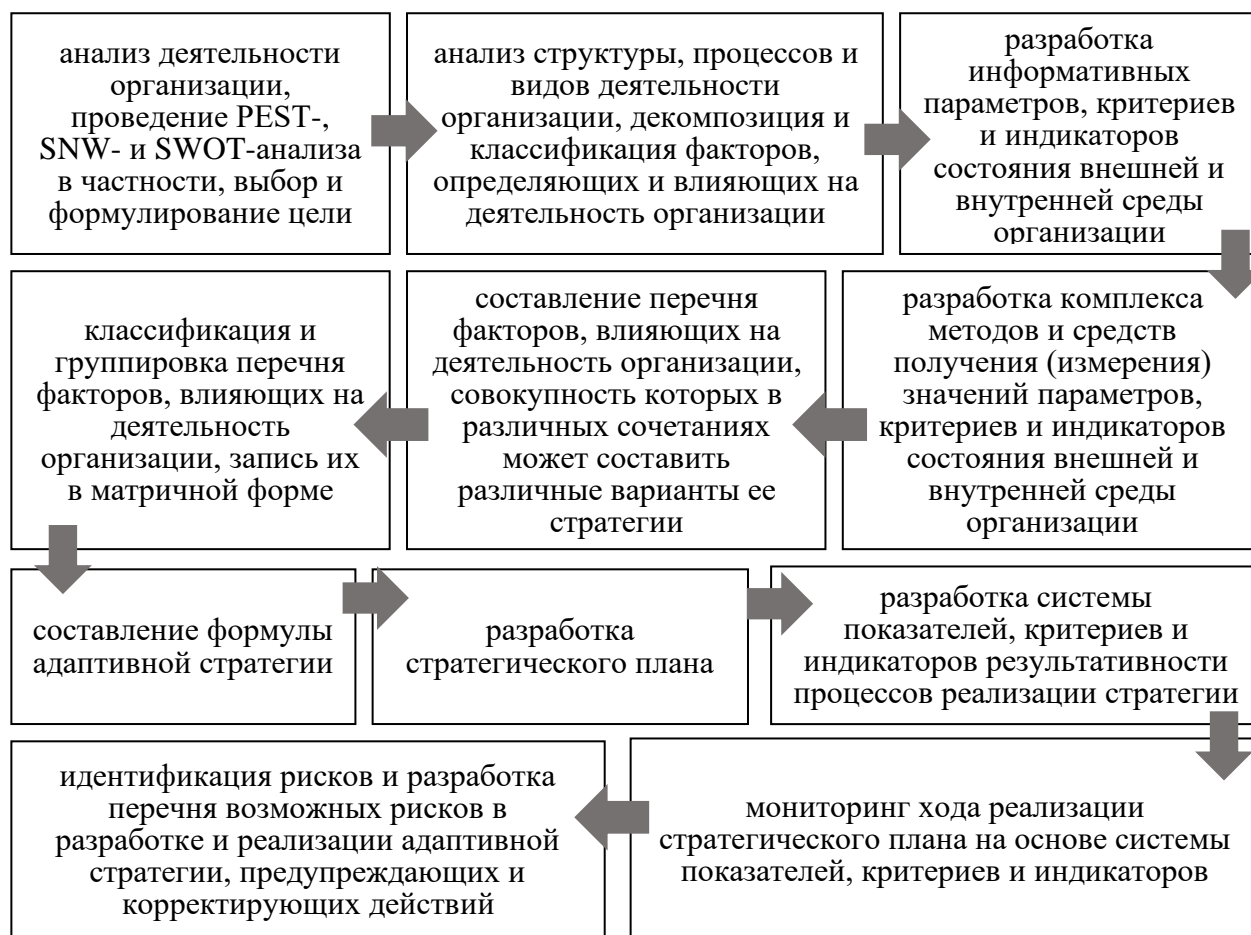 анализ деятельности
организации,
проведение PEST-,
SNW- и SWOT-анализа
в частности, выбор и
формулирование цели
анализ структуры, процессов и
видов деятельности
организации, декомпозиция и
классификация факторов,
определяющих и влияющих на
деятельность организации
разработка
информативных
параметров, критериев
и индикаторов
состояния внешней и
внутренней среды
организации
разработка комплекса
методов и средств
получения (измерения)
значений параметров,
критериев и индикаторов
состояния внешней и
внутренней среды
организации
составление перечня
факторов, влияющих на
деятельность организации,
совокупность которых в
различных сочетаниях
может составить
различные варианты ее
стратегии
классификация и
группировка перечня
факторов, влияющих на
деятельность
организации, запись их
в матричной форме
составление формулы
адаптивной стратегии
разработка
стратегического плана
разработка системы
показателей, критериев и
индикаторов результативности
процессов реализации стратегии
мониторинг хода реализации
стратегического плана на основе системы
показателей, критериев и индикаторов
идентификация рисков и разработка
перечня возможных рисков в
разработке и реализации адаптивной
стратегии, предупреждающих и
корректирующих действий